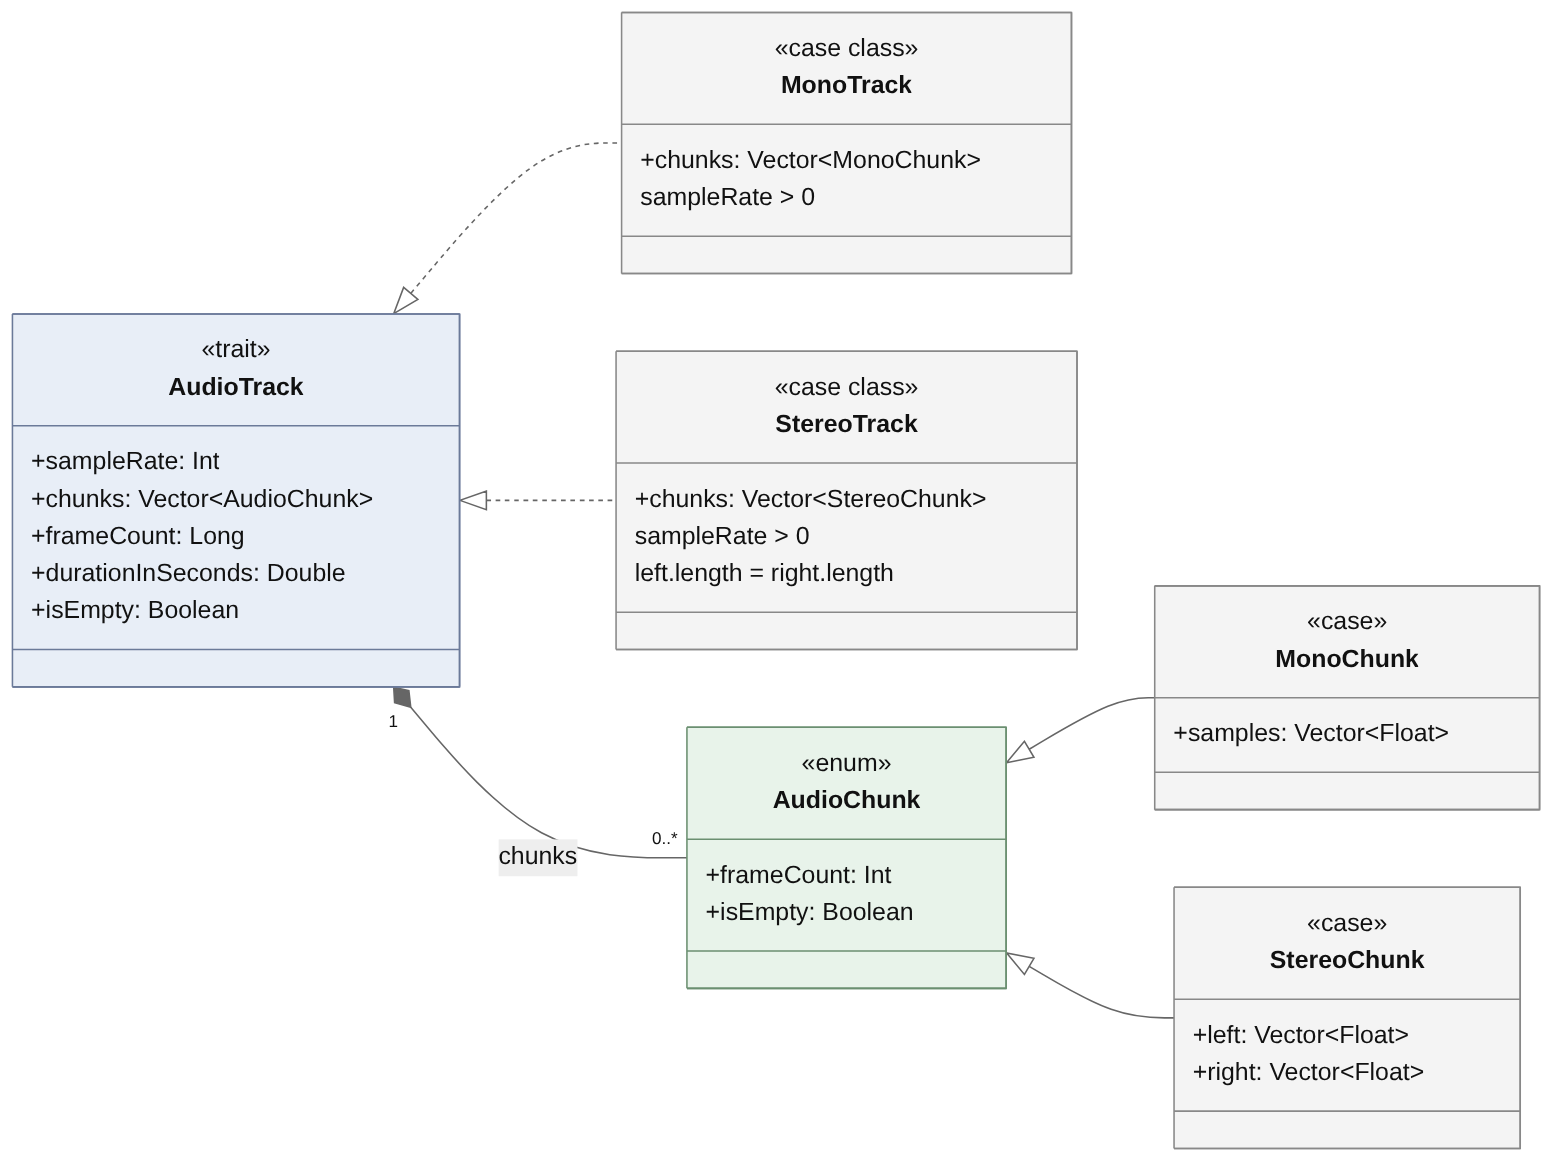 «case class»
MonoTrack
+chunks: Vector<MonoChunk>
sampleRate > 0
«trait»
AudioTrack
+sampleRate: Int
+chunks: Vector<AudioChunk>
+frameCount: Long
+durationInSeconds: Double
+isEmpty: Boolean
«case class»
StereoTrack
+chunks: Vector<StereoChunk>
sampleRate > 0
left.length = right.length
1
chunks
0..*
«enum»
AudioChunk
+frameCount: Int
+isEmpty: Boolean
«case»
MonoChunk
+samples: Vector<Float>
«case»
StereoChunk
+left: Vector<Float>
+right: Vector<Float>